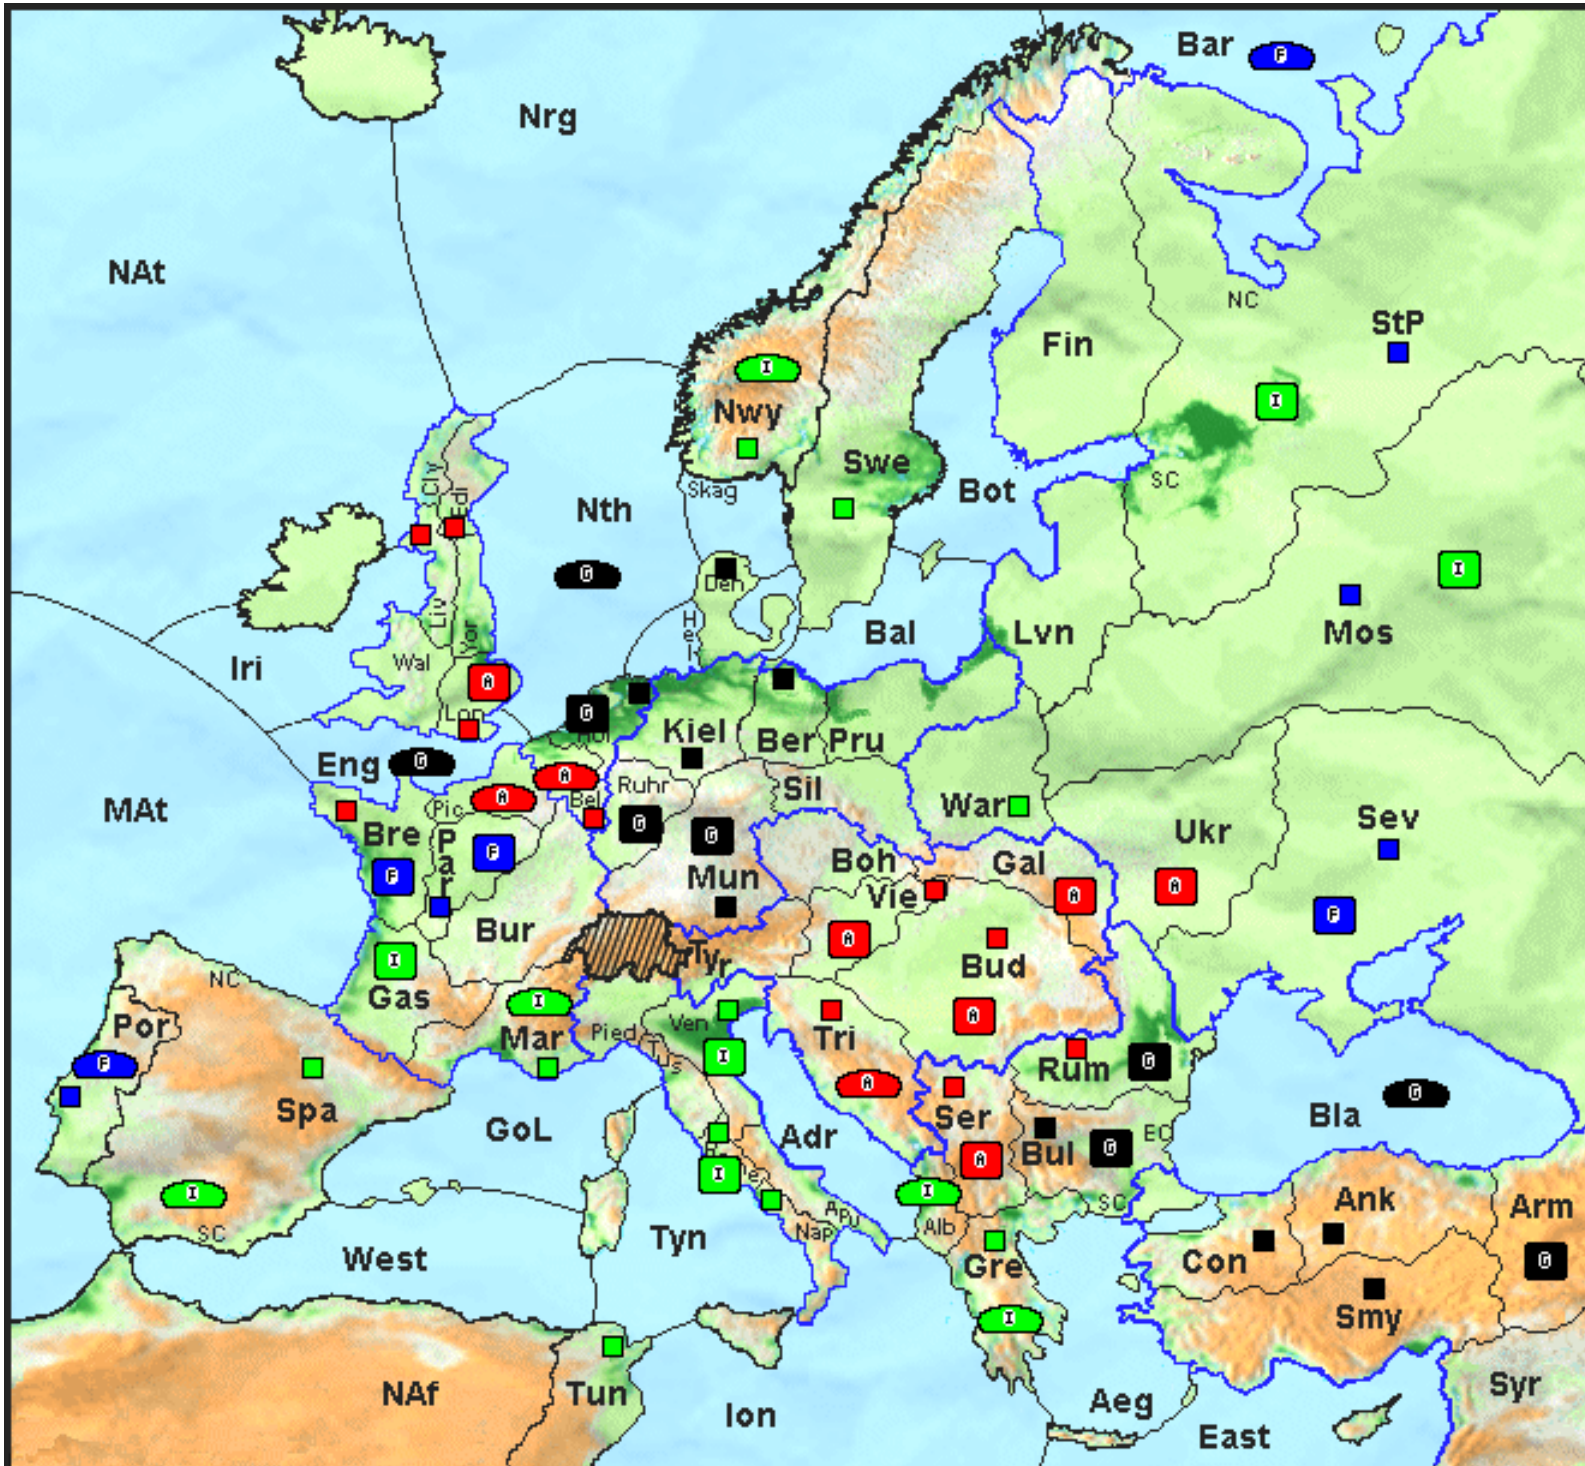 Bar
F
Nrg
NAt
NC
StP
Fin
I
I
Nwy
Swe
Cly
Edi
Skag
Bot
SC
Nth
G
Den
I
Hel
Bal
Lvn
Mos
Liv
Yor
Iri
Wal
A
Lon
G
Hol
Kiel
Ber
Pru
Eng
G
A
Ruhr
Sil
MAt
Pic
A
Bel
War
Bre
Par
F
G
G
Ukr
Sev
Boh
Gal
F
Mun
Vie
A
A
F
Bur
A
Tyr
Bud
I
NC
Gas
I
Por
Mar
Pied
Ven
Tri
A
F
Tus
I
Rum
G
Spa
A
Ser
G
Bla
GoL
Adr
Bul
EC
G
I
I
A
I
SC
Ank
Arm
SC
Apu
Alb
West
Tyn
Nap
Gre
Con
G
I
Smy
NAf
Tun
Ion
Aeg
Syr
East